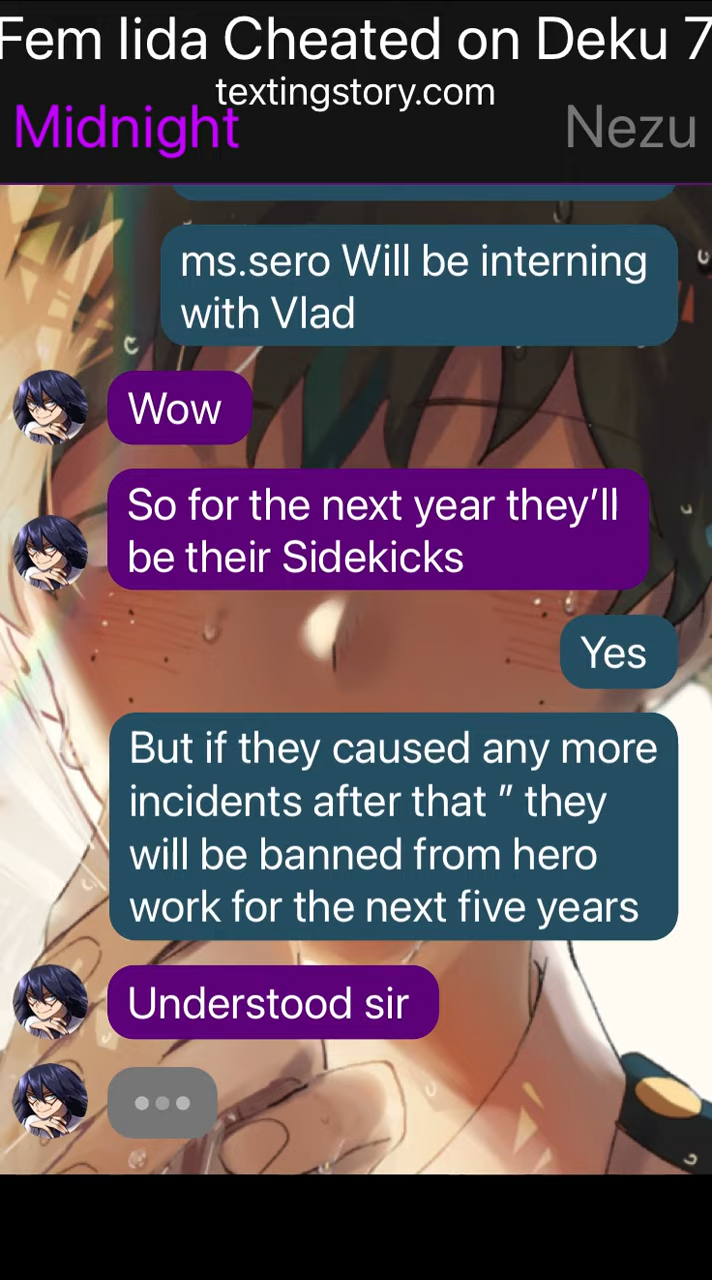 Fem Iida Cheated on Deku 7
textingstory.com
Midnight
Nezu
ms.sero Will be interning
with Vlad
Wow
So for the next year they’ll
be their Sidekicks
Yes
But if they caused any more
incidents after that ” they
will be banned from hero
work for the next five years
Understood sir